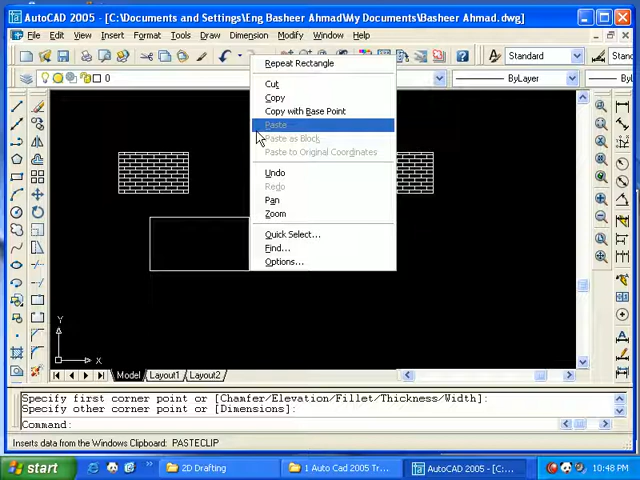 AutoCAD 2005 - [C:\Documents and Settings\Eng Basheer Ahmad\My Documents\Basheer Ahmad.dwg]
File Edit View Insert Format Tools Draw Dimension Modify Window Help
Standard
Standard
0
ByLayer
ByLayer
Repeat Rectangle
Cut
Copy
Copy with Base Point
Paste
Paste as Block
Paste to Original Coordinates
Undo
Redo
Pan
Zoom
Quick Select...
Find...
Options...
Y
X
Model Layout1 Layout2
Specify first corner point or [Chamfer/Elevation/Fillet/Thickness/Width]:
Specify other corner point or [Dimensions]:
Command:
Inserts data from the Windows Clipboard: PASTECLIP
start
2D Drafting
1 Auto Cad 2005 Tr...
AutoCAD 2005 - [C:...
10:48 PM